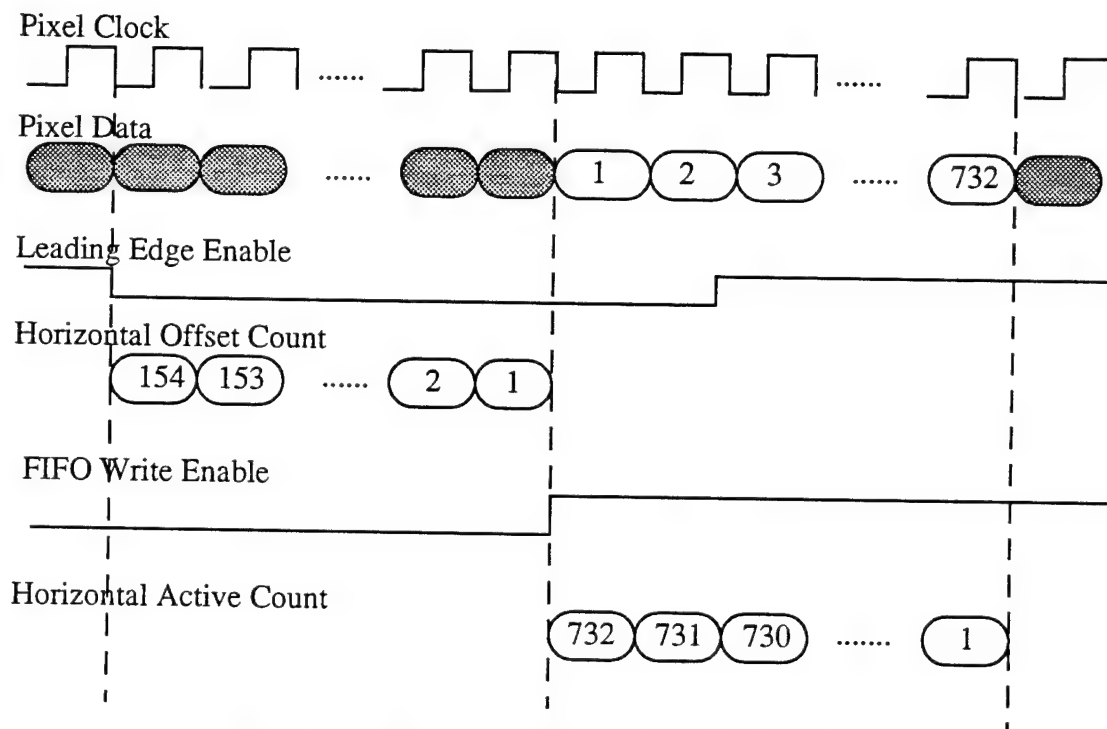 Pixel Clock
...... ......
Pixel Data
...... 1 2 3 ...... 732
Leading Edge Enable
Horizontal Offset Count
154 153 ...... 2 1
FIFO Write Enable
Horizontal Active Count
732 731 730 ....... 1